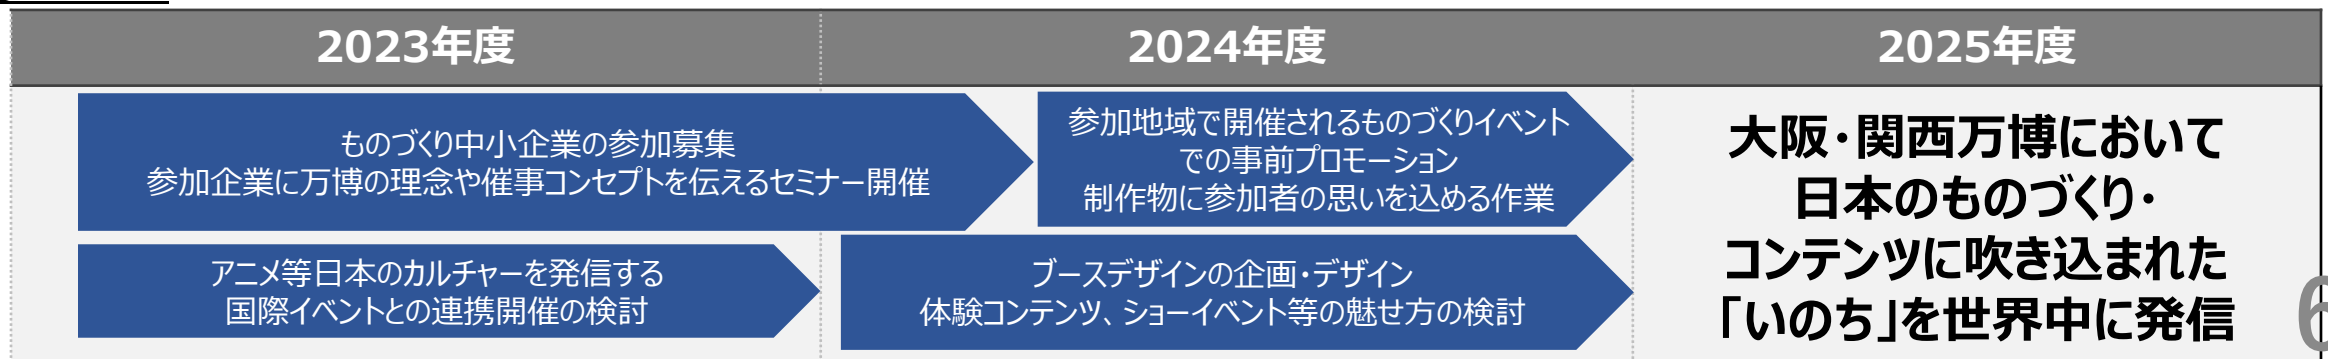 2023年度
2024年度
2025年度
ものづくり中小企業の参加募集
参加企業に万博の理念や催事コンセプトを伝えるセミナー開催
参加地域で開催されるものづくりイベント
での事前プロモーション
制作物に参加者の思いを込める作業
アニメ等日本のカルチャーを発信する
国際イベントとの連携開催の検討
ブースデザインの企画・デザイン
体験コンテンツ、ショーイベント等の魅せ方の検討
大阪・関西万博において
日本のものづくり・
コンテンツに吹き込まれた
「いのち」を世界中に発信
6